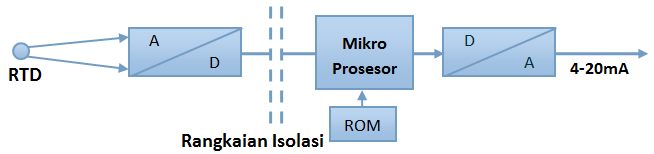 RTD
A
D
Rangkaian Isolasi
Mikro
Prosesor
ROM
D
A
4-20mA